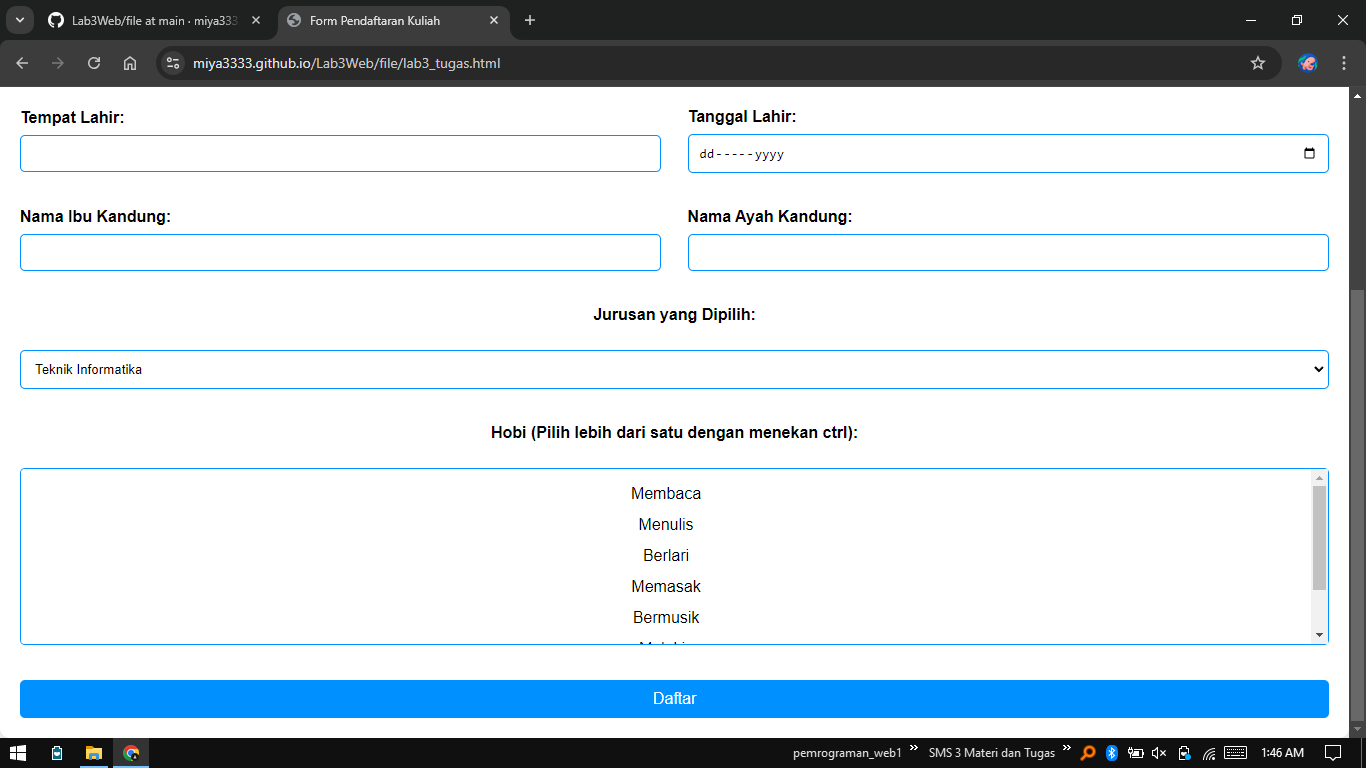 Lab3Web/file at main · miya333
Form Pendaftaran Kuliah
miya3333.github.io/Lab3Web/file/lab3_tugas.html
Tempat Lahir:
Tanggal Lahir:
dd-----yyyy
Nama Ibu Kandung:
Nama Ayah Kandung:
Jurusan yang Dipilih:
Teknik Informatika
Hobi (Pilih lebih dari satu dengan menekan ctrl):
Membaca
Menulis
Berlari
Memasak
Bermusik
Daftar
pemrograman_web1
SMS 3 Materi dan Tugas
1:46 AM